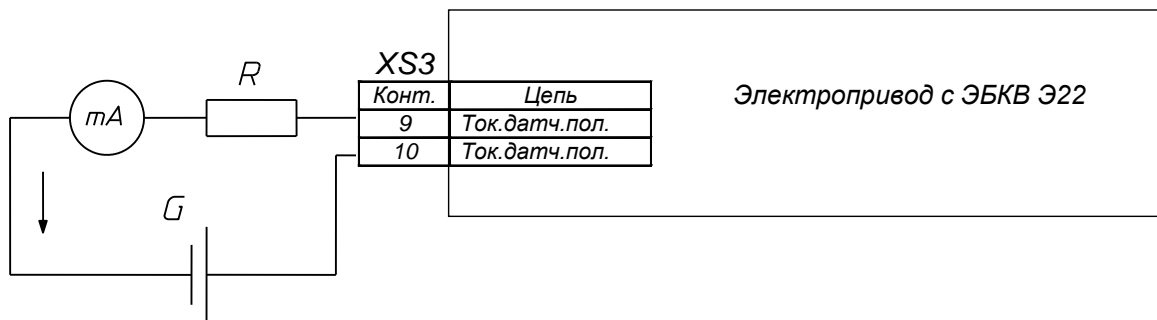 XS3
R
Конт. Цепь
Электропривод с ЭБКВ Э22
mA
9 Ток.датч.пол.
10 Ток.датч.пол.
G